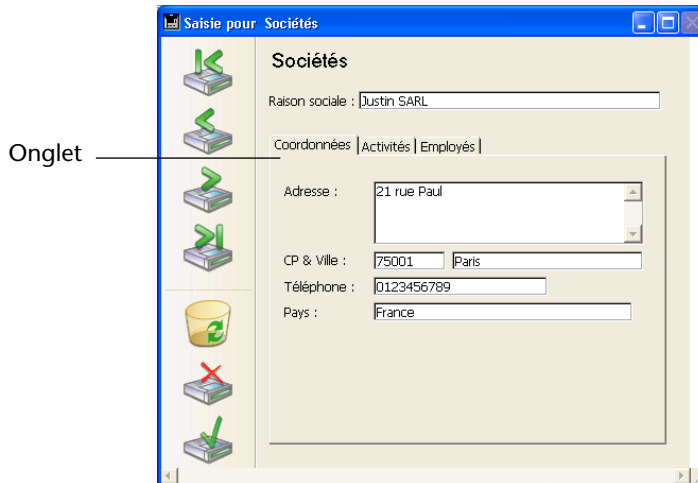 Saisie pour Sociétés
Sociétés
Raison sociale : Justin SARL
Onglet
Coordonnées Activités Employés
Adresse : 21 rue Paul
CP & Ville : 75001 Paris
Téléphone : 0123456789
Pays : France